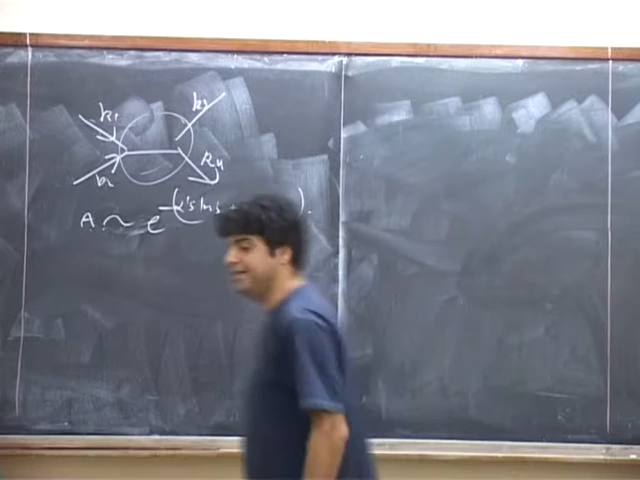 k₁ k₃
k₂ k₄
A ~ e^-(α's ln s